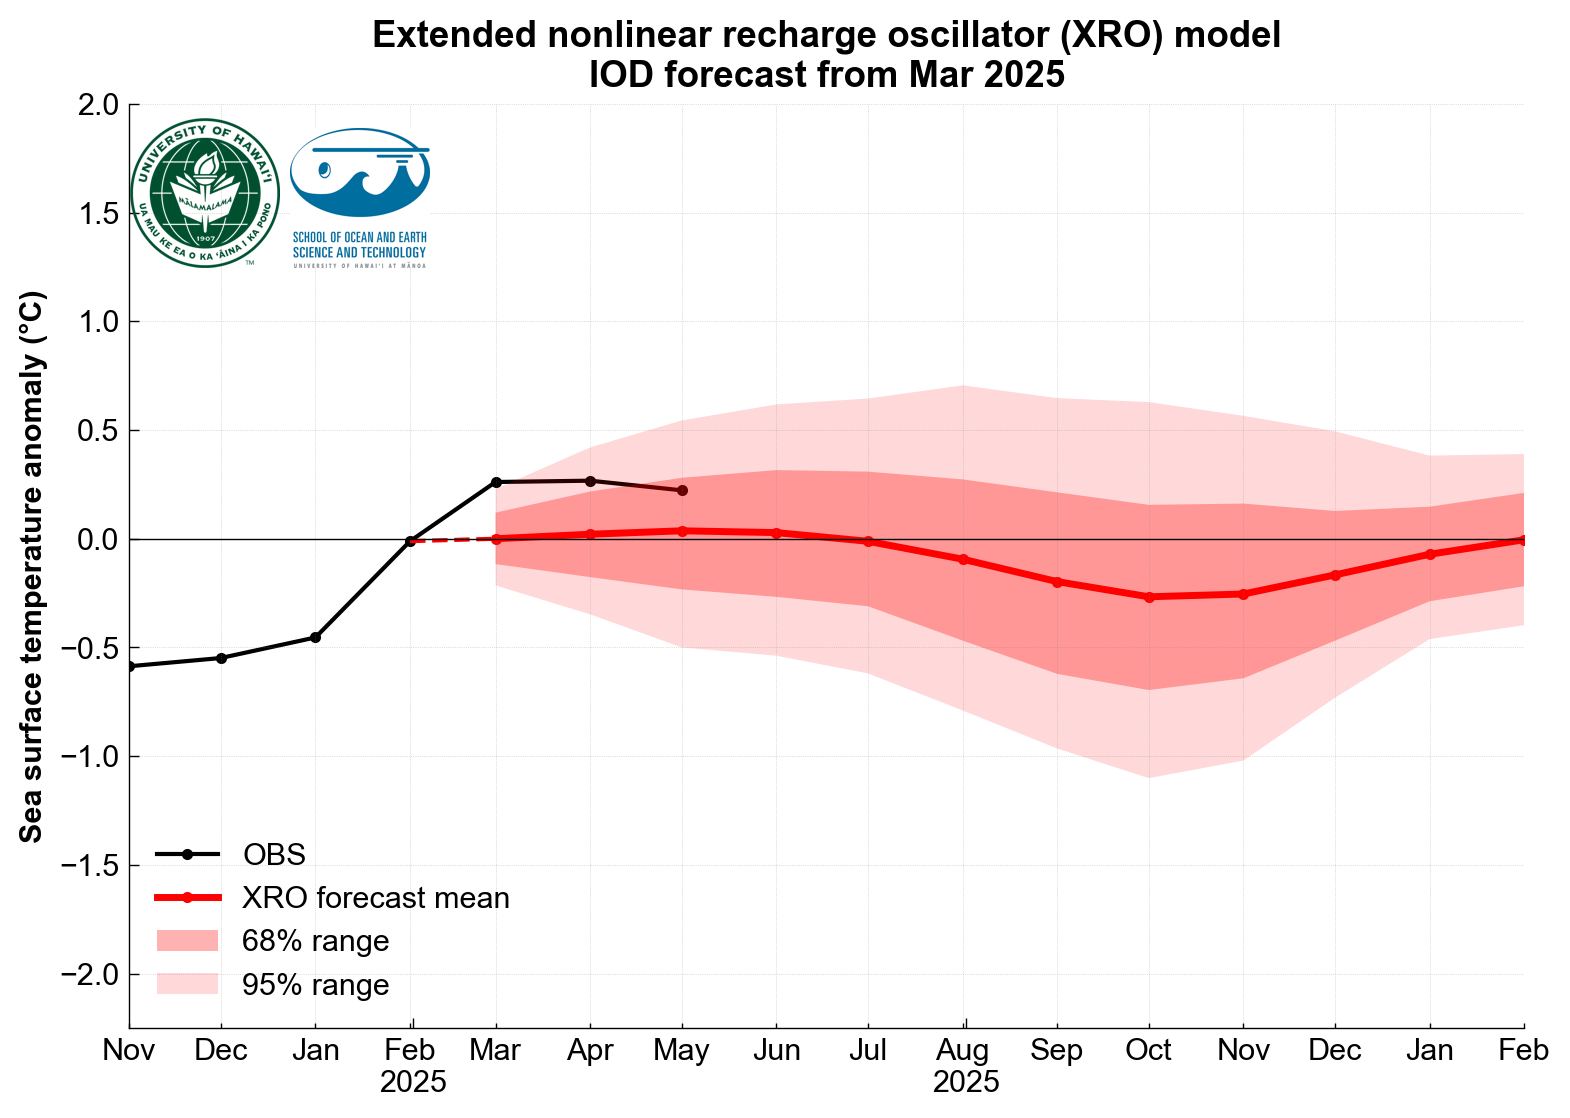 Extended nonlinear recharge oscillator (XRO) model
IOD forecast from Mar 2025
UNIVERSITY OF HAWAIʻI
MĀLAMALAMA
1907
UA MAU KE EA O KA ʻĀINA I KA PONO
TM
SCHOOL OF OCEAN AND EARTH
SCIENCE AND TECHNOLOGY
UNIVERSITY OF HAWAI'I AT MĀNOA
Sea surface temperature anomaly (°C)
2.0
1.5
1.0
0.5
0.0
−0.5
−1.0
−1.5
−2.0
OBS
XRO forecast mean
68% range
95% range
Nov Dec Jan Feb Mar Apr May Jun Jul Aug Sep Oct Nov Dec Jan Feb
2025 2025